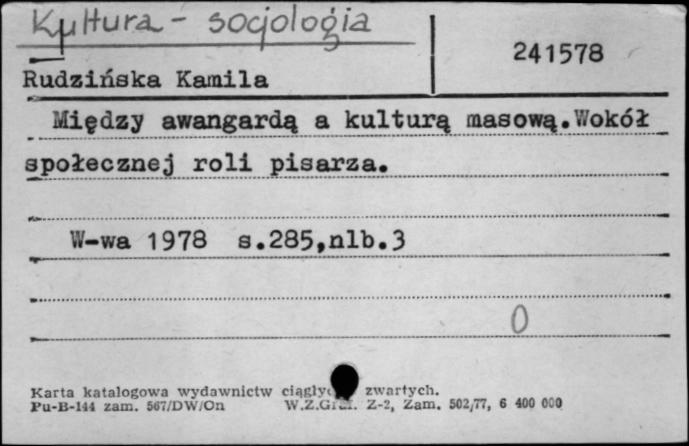 Kultura - socjologia
241578
Rudzińska Kamila
Między awangardą a kulturą masową.Wokół
społecznej roli pisarza.
W-wa 1978 s.285,nlb.3
0
Karta katalogowa wydawnictw zwartych.
Pu-B-144 zam. 567/DW/On W.Z.Graf. Z-2, Zam. 502/77, 6 400 000